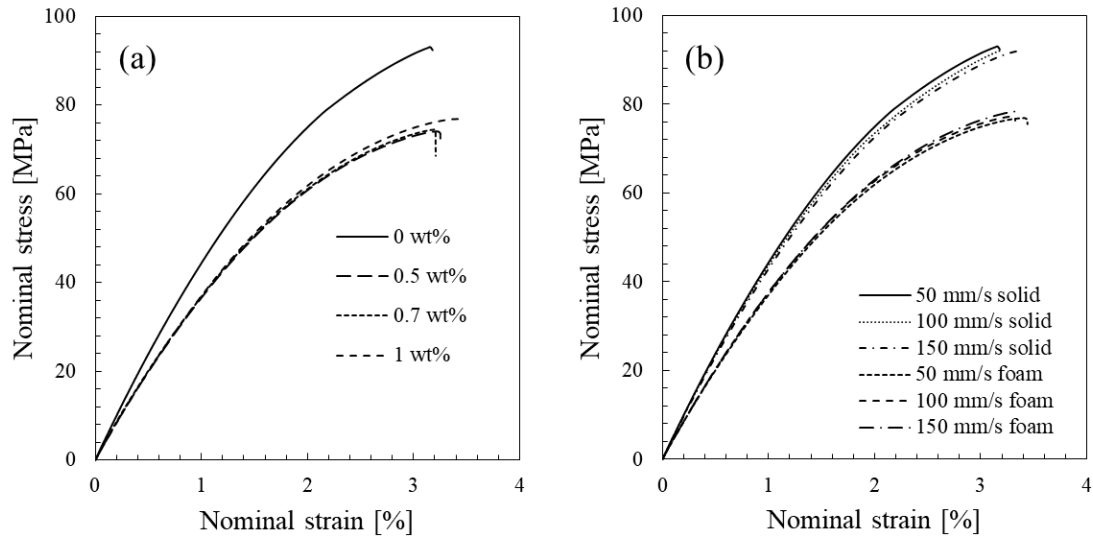 (a)
Nominal stress [MPa]
100
80
60
40
20
0
0 1 2 3 4
Nominal strain [%]
0 wt%
0.5 wt%
0.7 wt%
1 wt%
(b)
Nominal stress [MPa]
100
80
60
40
20
0
0 1 2 3 4
Nominal strain [%]
50 mm/s solid
100 mm/s solid
150 mm/s solid
50 mm/s foam
100 mm/s foam
150 mm/s foam